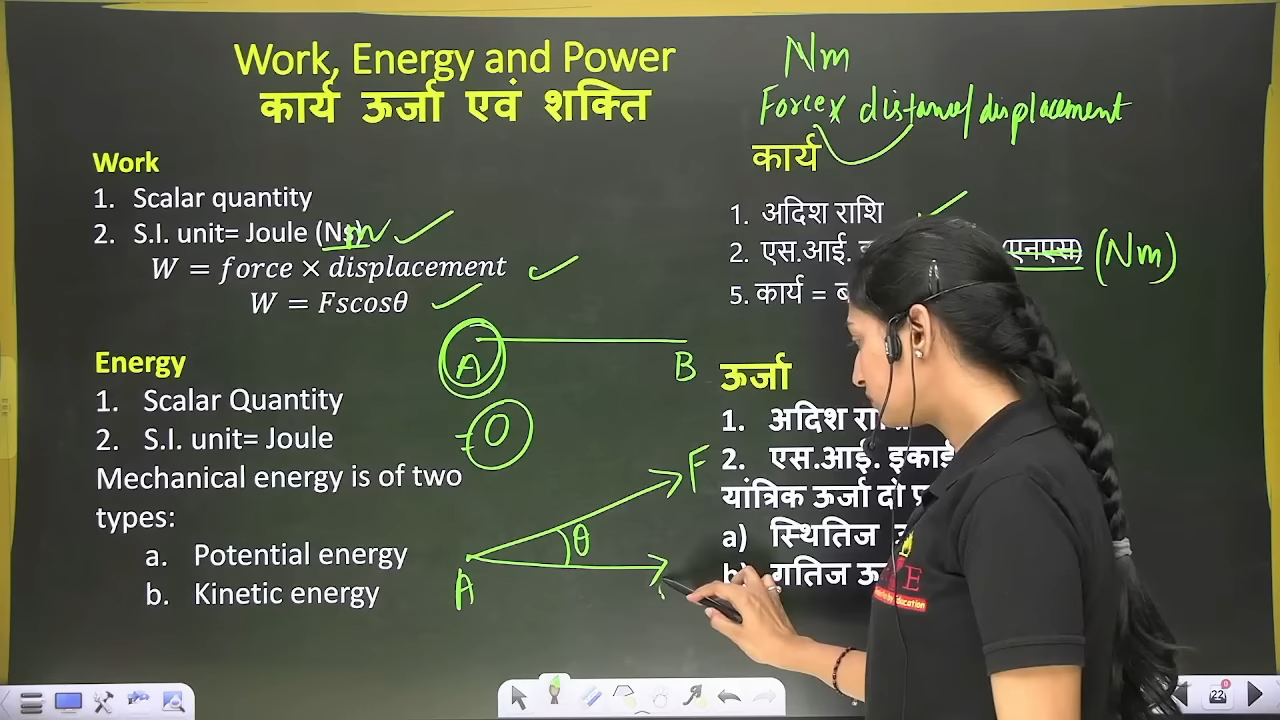 Work, Energy and Power
कार्य ऊर्जा एवं शक्ति
Nm
Force x distance/displacement
Work
1. Scalar quantity
2. S.I. unit= Joule (Ns) m
W = force × displacement
W = Fscosθ
A B
O
Energy
1. Scalar Quantity
2. S.I. unit= Joule
Mechanical energy is of two
types:
a. Potential energy
b. Kinetic energy
F
θ
A
कार्य
1. अदिश राशि
2. एस.आई. (एनएस) (Nm)
5. कार्य =
ऊर्जा
1. अदिश
2. एस.आई. इकाई
यांत्रिक ऊर्जा दो
a) स्थितिज
b) गतिज
22